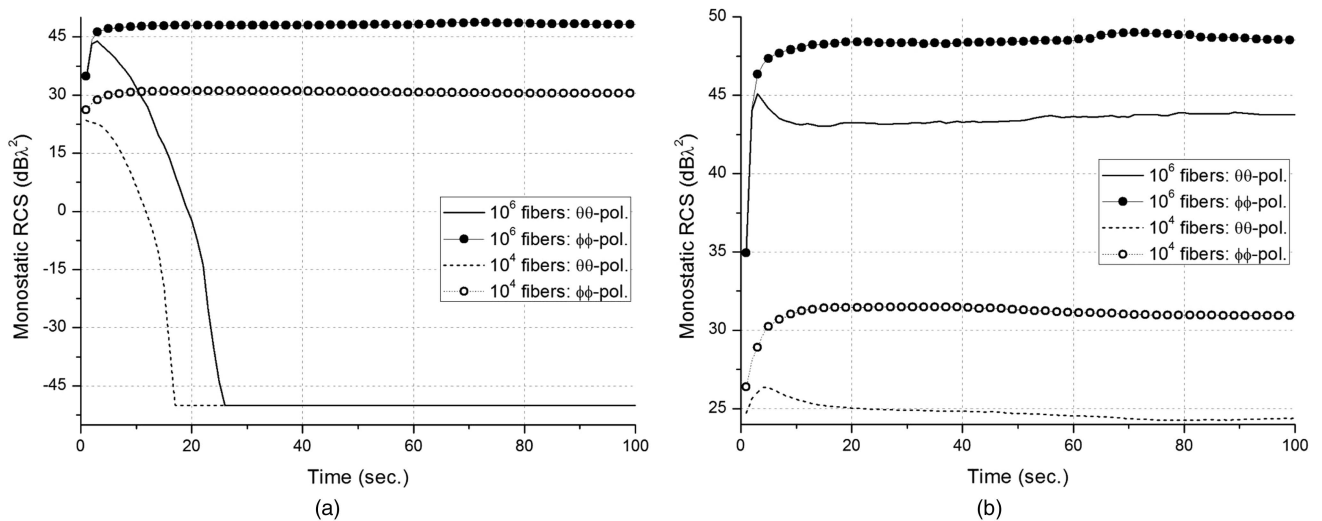 Monostatic RCS (dBλ²)
45
30
15
0
-15
-30
-45
0 20 40 60 80 100
Time (sec.)
10⁶ fibers: θθ-pol.
10⁶ fibers: ϕϕ-pol.
10⁴ fibers: θθ-pol.
10⁴ fibers: ϕϕ-pol.
(a)
Monostatic RCS (dBλ²)
50
45
40
35
30
25
0 20 40 60 80 100
Time (sec.)
10⁶ fibers: θθ-pol.
10⁶ fibers: ϕϕ-pol.
10⁴ fibers: θθ-pol.
10⁴ fibers: ϕϕ-pol.
(b)